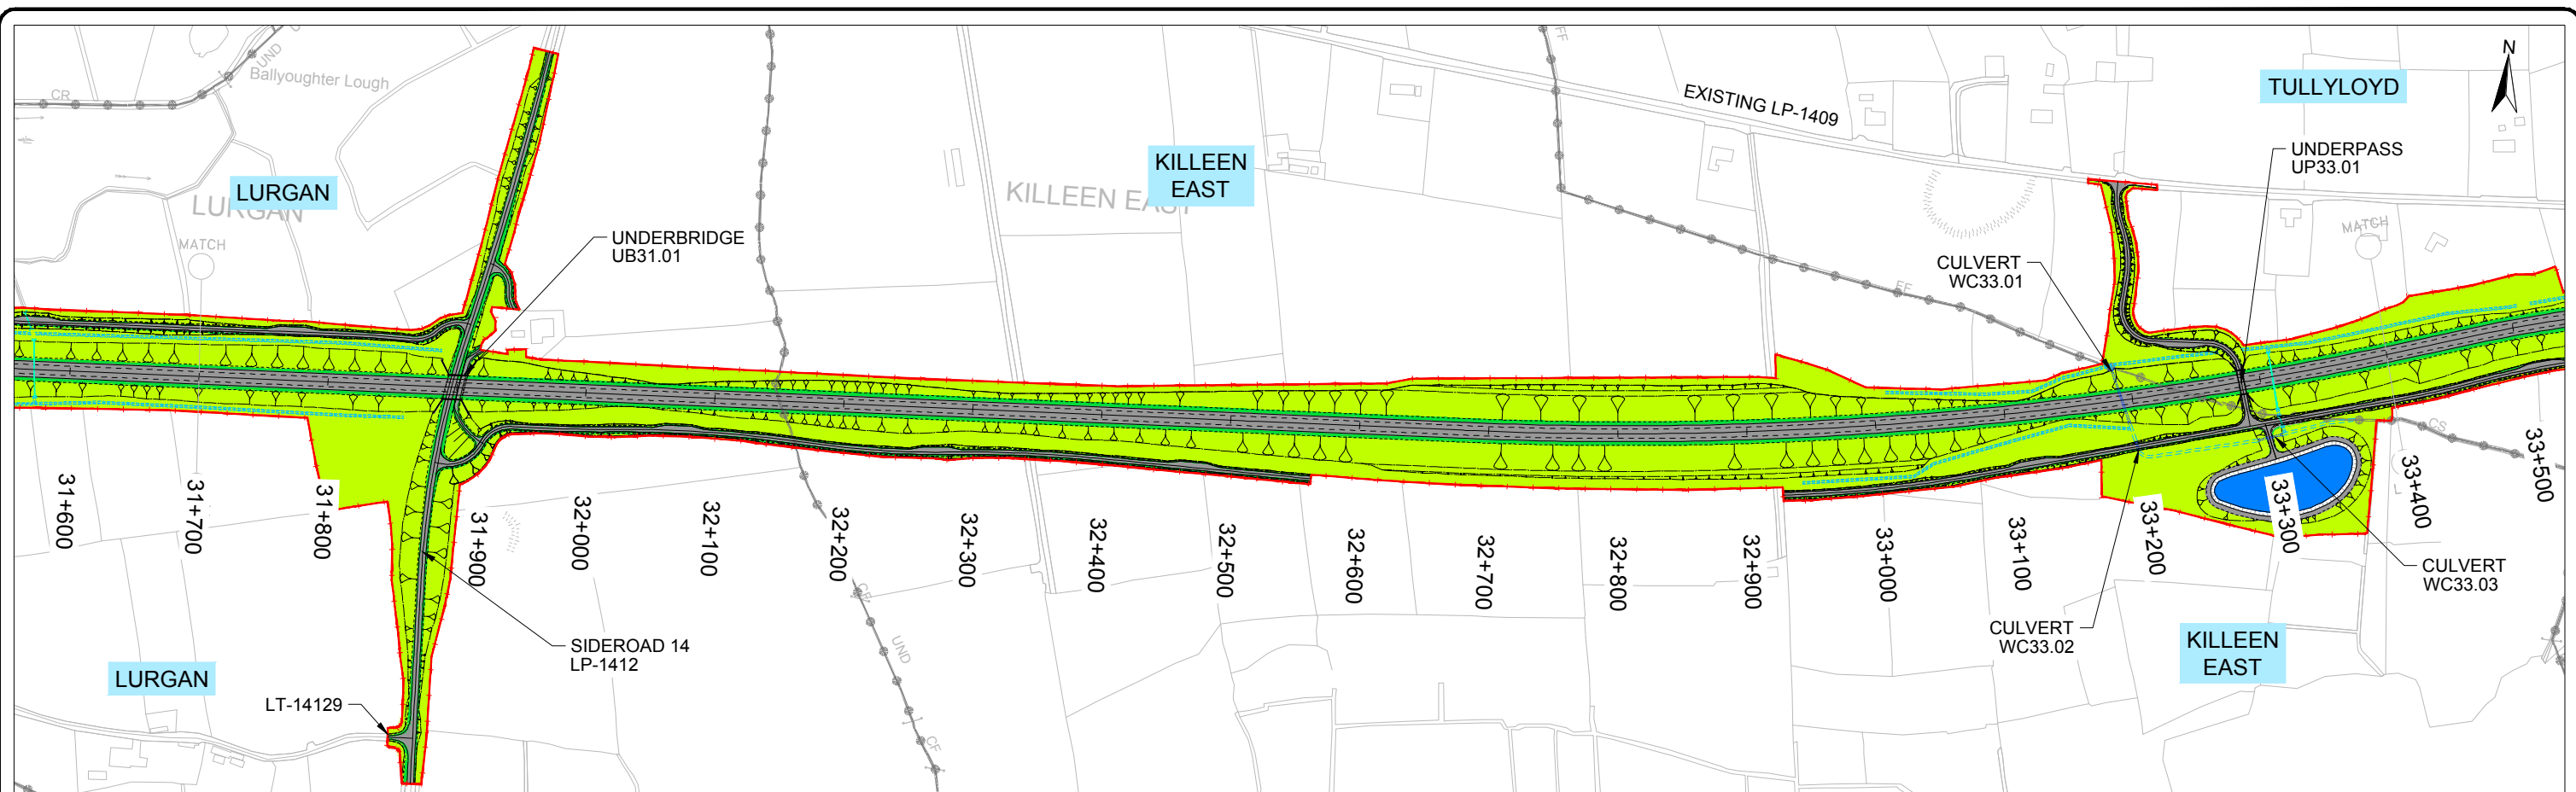 UND
Ballyoughter Lough
CR
LURGAN
LURGAN
MATCH
UNDERBRIDGE
UB31.01
KILLEEN EAST
KILLEEN
EAST
FF
EXISTING LP-1409
N
TULLYLOYD
UNDERPASS
UP33.01
MATCH
CULVERT
WC33.01
FF
CS
31+600
31+700
31+800
31+900
32+000
32+100
32+200
32+300
32+400
32+500
32+600
32+700
32+800
32+900
33+000
33+100
33+200
33+300
33+400
33+500
CULVERT
WC33.03
CULVERT
WC33.02
KILLEEN
EAST
SIDEROAD 14
LP-1412
LURGAN
LT-14129
CF
UND
CF